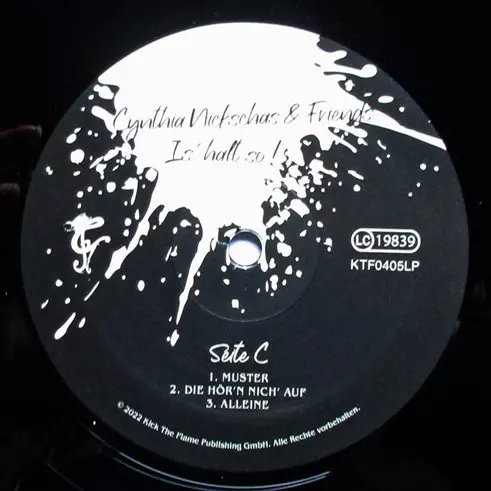 Cynthia Nickschas & Friends
Is' halt so!
LC 19839
KTF0405LP
Seite C
1. MUSTER
2. DIE HÖR'N NICH' AUF
3. ALLEINE
© 2022 Kick The Flame Publishing GmbH. Alle Rechte vorbehalten.